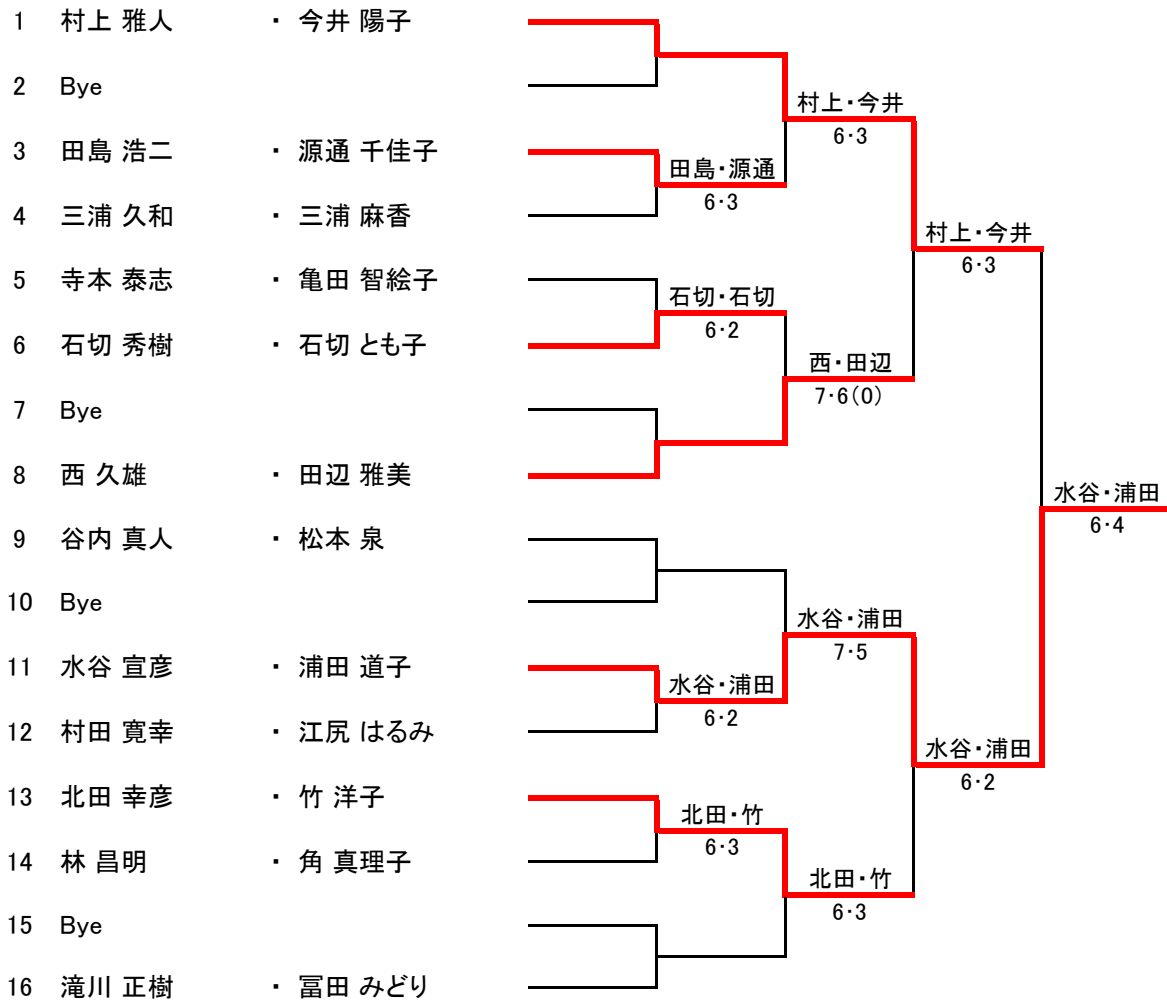 1 村上 雅人 ・ 今井 陽子
2 Bye
村上・今井
6・3
3 田島 浩二 ・ 源通 千佳子
田島・源通
6・3
4 三浦 久和 ・ 三浦 麻香
村上・今井
6・3
5 寺本 泰志 ・ 亀田 智絵子
石切・石切
6・2
6 石切 秀樹 ・ 石切 とも子
西・田辺
7・6(0)
7 Bye
8 西 久雄 ・ 田辺 雅美
水谷・浦田
6・4
9 谷内 真人 ・ 松本 泉
10 Bye
水谷・浦田
7・5
11 水谷 宣彦 ・ 浦田 道子
水谷・浦田
6・2
12 村田 寛幸 ・ 江尻 はるみ
水谷・浦田
6・2
13 北田 幸彦 ・ 竹 洋子
北田・竹
6・3
14 林 昌明 ・ 角 真理子
北田・竹
6・3
15 Bye
16 滝川 正樹 ・ 冨田 みどり